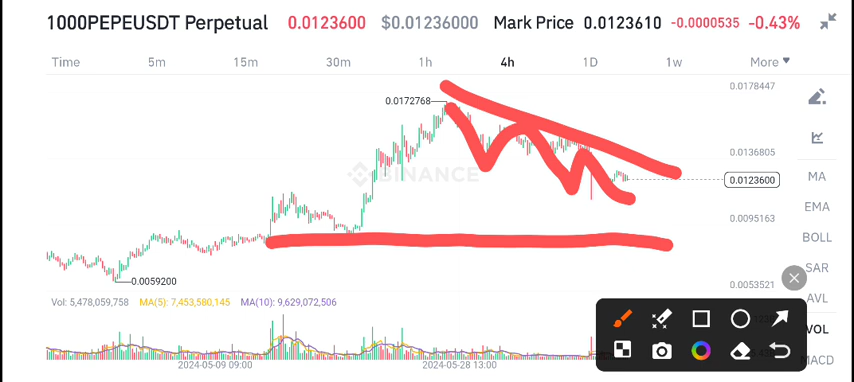 1000PEPEUSDT Perpetual 0.0123600 $0.01236000 Mark Price 0.0123610 -0.0000535 -0.43%
Time 5m 15m 30m 1h 4h 1D 1w More
0.0178447
0.0172768
0.0136805
BINANCE
MA
0.0123600
EMA
0.0095163
BOLL
SAR
0.0059200
0.0053521
AVL
Vol: 5,478,059,758 MA(5): 7,453,580,145 MA(10): 9,629,072,506
VOL
MACD
2024-05-09 09:00 2024-05-28 13:00